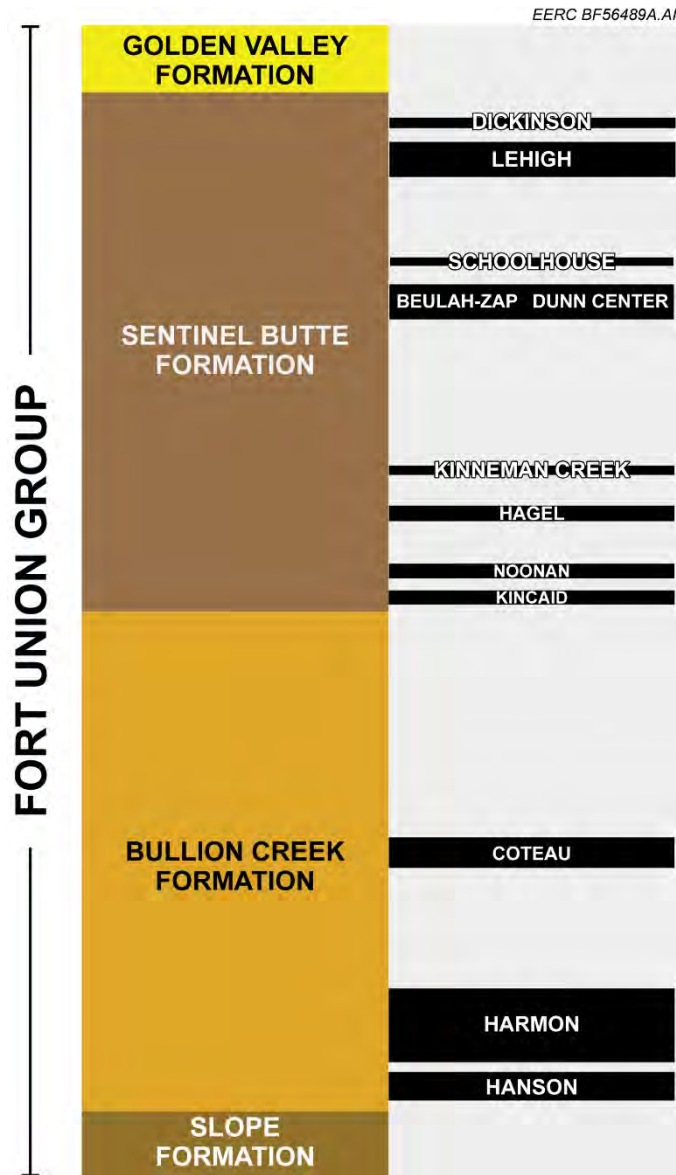 EERC BF56489A.AI
GOLDEN VALLEY
FORMATION
DICKINSON
LEHIGH
SCHOOLHOUSE
BEULAH-ZAP DUNN CENTER
SENTINEL BUTTE
FORMATION
KINNEMAN CREEK
HAGEL
NOONAN
KINCAID
FORT UNION GROUP
BULLION CREEK
FORMATION
COTEAU
HARMON
HANSON
SLOPE
FORMATION